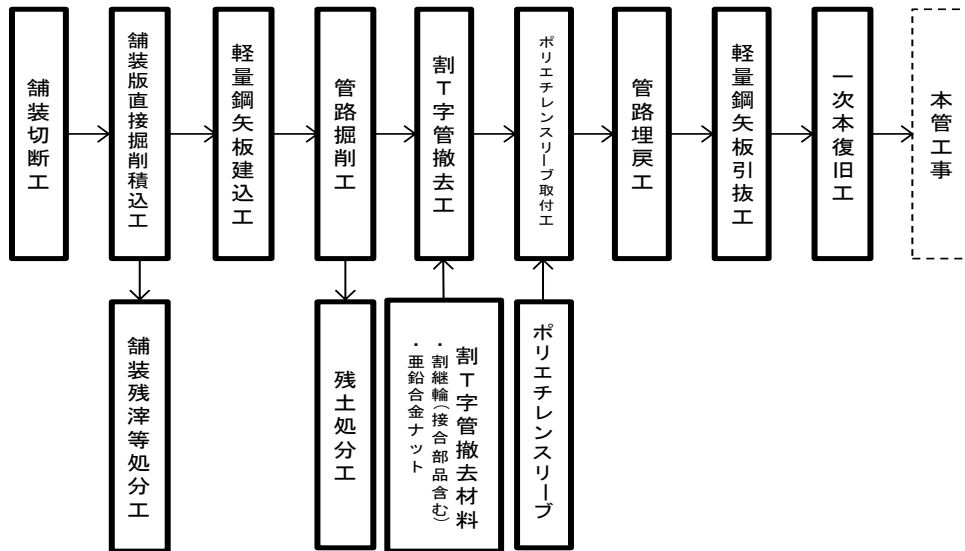 舗装切断工
舗装版直接掘削積込工
軽量鋼矢板建込工
管路掘削工
割T字管撤去工
ポリエチレンスリーブ取付工
管路埋戻工
軽量鋼矢板引抜工
一次本復旧工
本管工事
舗装残滓等処分工
残土処分工
割T字管撤去材料
・割継輪(接合部品含む)
・亜鉛合金ナット
ポリエチレンスリーブ